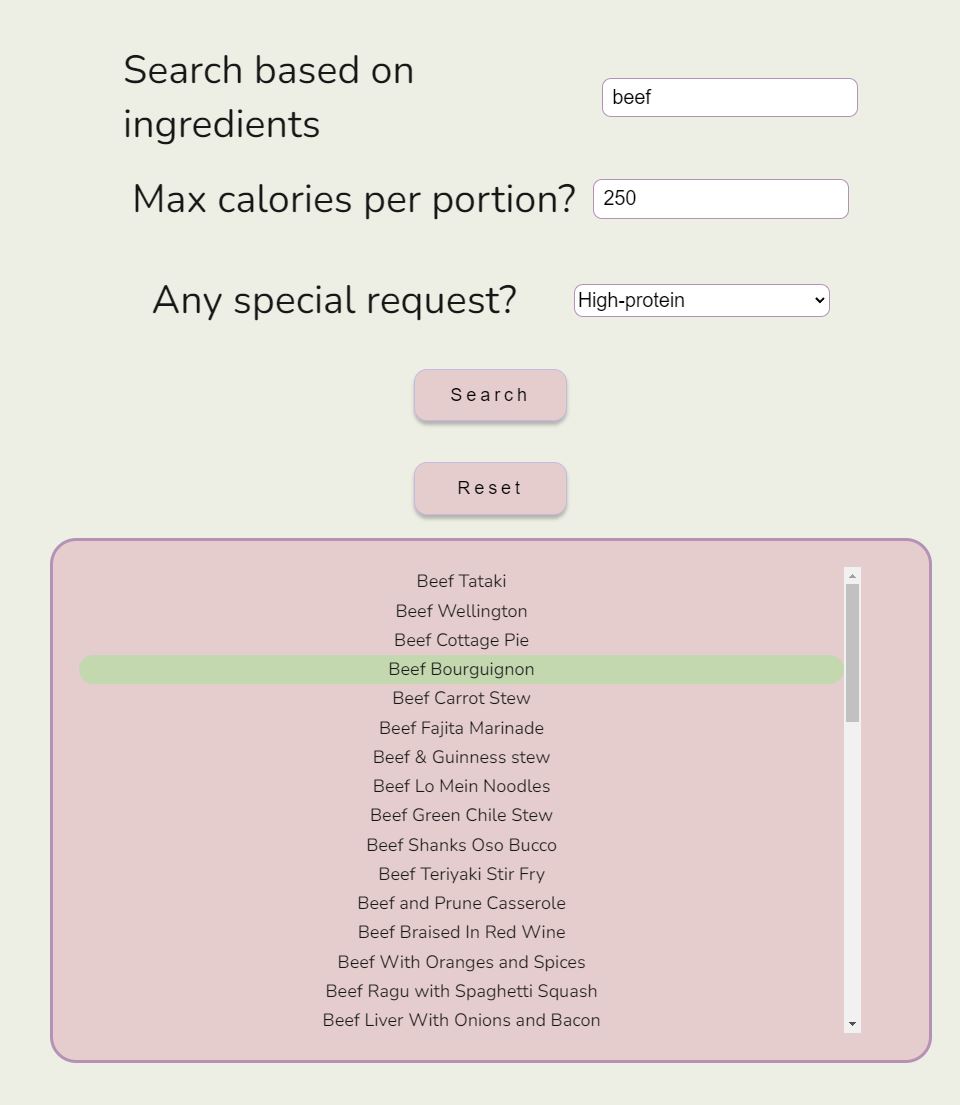 Search based on
ingredients
beef
Max calories per portion?
250
Any special request?
High-protein
Search
Reset
Beef Tataki
Beef Wellington
Beef Cottage Pie
Beef Bourguignon
Beef Carrot Stew
Beef Fajita Marinade
Beef & Guinness stew
Beef Lo Mein Noodles
Beef Green Chile Stew
Beef Shanks Oso Bucco
Beef Teriyaki Stir Fry
Beef and Prune Casserole
Beef Braised In Red Wine
Beef With Oranges and Spices
Beef Ragu with Spaghetti Squash
Beef Liver With Onions and Bacon